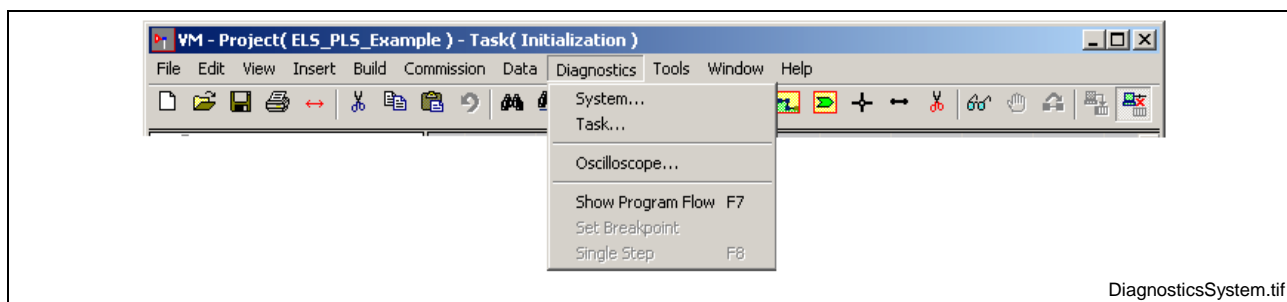 VM - Project( ELS_PLS_Example ) - Task( Initialization )
File Edit View Insert Build Commission Data Diagnostics Tools Window Help
System...
Task...
Oscilloscope...
Show Program Flow F7
Set Breakpoint
Single Step F8
DiagnosticsSystem.tif